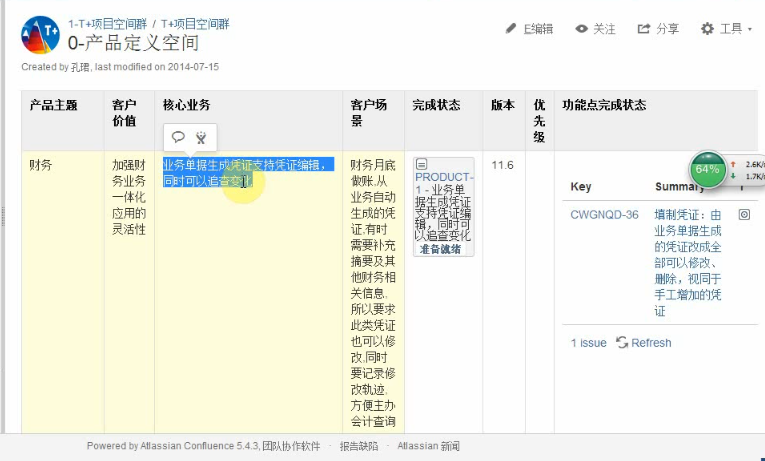 1-T+项目空间群 / T+项目空间群
0-产品定义空间
E编辑 关注 分享 工具
Created by 孔珺, last modified on 2014-07-15
产品主题 客户价值 核心业务 客户场景 完成状态 版本 优先级 功能点完成状态
财务
加强财
务业务
一体化
应用的
灵活性
业务单据生成凭证支持凭证编辑，
同时可以追查变化
财务月底
做账,从
业务自动
生成的凭
证,有时
需要补充
摘要及其
他财务相
关信息,
所以要求
此类凭证
也可以修
改,同时
要记录修
改轨迹,
方便主办
会计查询
PRODUCT-
1 - 业务单
据生成凭证
支持凭证编
辑，同时可
以追查变化
准备就绪
11.6
64%
2.6K/
1.7K/
Key Summary T
CWGNQD-36
填制凭证：由
业务单据生成
的凭证改成全
部可以修改、
删除，视同于
手工增加的凭
证
1 issue Refresh
Powered by Atlassian Confluence 5.4.3, 团队协作软件 · 报告缺陷 · Atlassian 新闻
T+